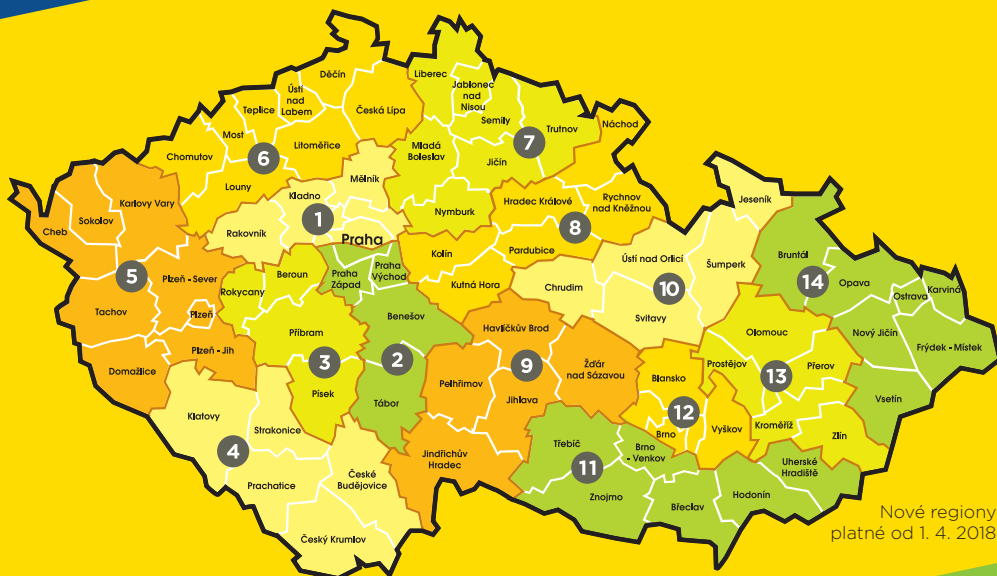 Děčín
Liberec
Ústí
nad
Labem
Jablonec
nad
Nisou
Teplice
Česká Lípa
Semily
Trutnov
Náchod
Most
Litoměřice
Mladá
Boleslav
7
Chomutov
6
Jičín
Mělník
Louny
Kladno
Jeseník
Karlovy Vary
Hradec Králové
Rychnov
nad Kněžnou
Sokolov
Nymburk
Cheb
Rakovník
1
Praha
8
Kolín
Pardubice
Bruntál
Ústí nad Orlicí
Šumperk
5
Plzeň - Sever
Beroun
Praha
Západ
Praha
Východ
14
Opava
Karviná
Rokycany
Kutná Hora
Chrudim
10
Ostrava
Tachov
Plzeň
Benešov
Svitavy
Příbram
Havlíčkův Brod
Olomouc
Nový Jičín
Frýdek - Místek
Plzeň - Jih
3
2
9
Žďár
nad Sázavou
Prostějov
Přerov
Domažlice
Pelhřimov
Blansko
13
Písek
Jihlava
Tábor
Vsetín
Klatovy
12
Kroměříž
Strakonice
Brno
Vyškov
Zlín
4
Třebíč
Brno
- Venkov
Jindřichův
Hradec
11
Uherské
Hradiště
České
Budějovice
Prachatice
Znojmo
Břeclav
Hodonín
Český Krumlov
Nové regiony
platné od 1. 4. 2018